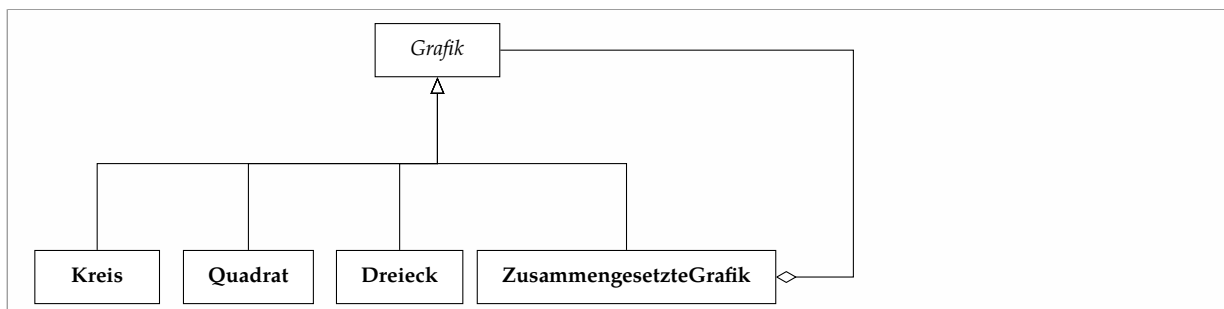 Grafik
Kreis
Quadrat
Dreieck
ZusammengesetzteGrafik